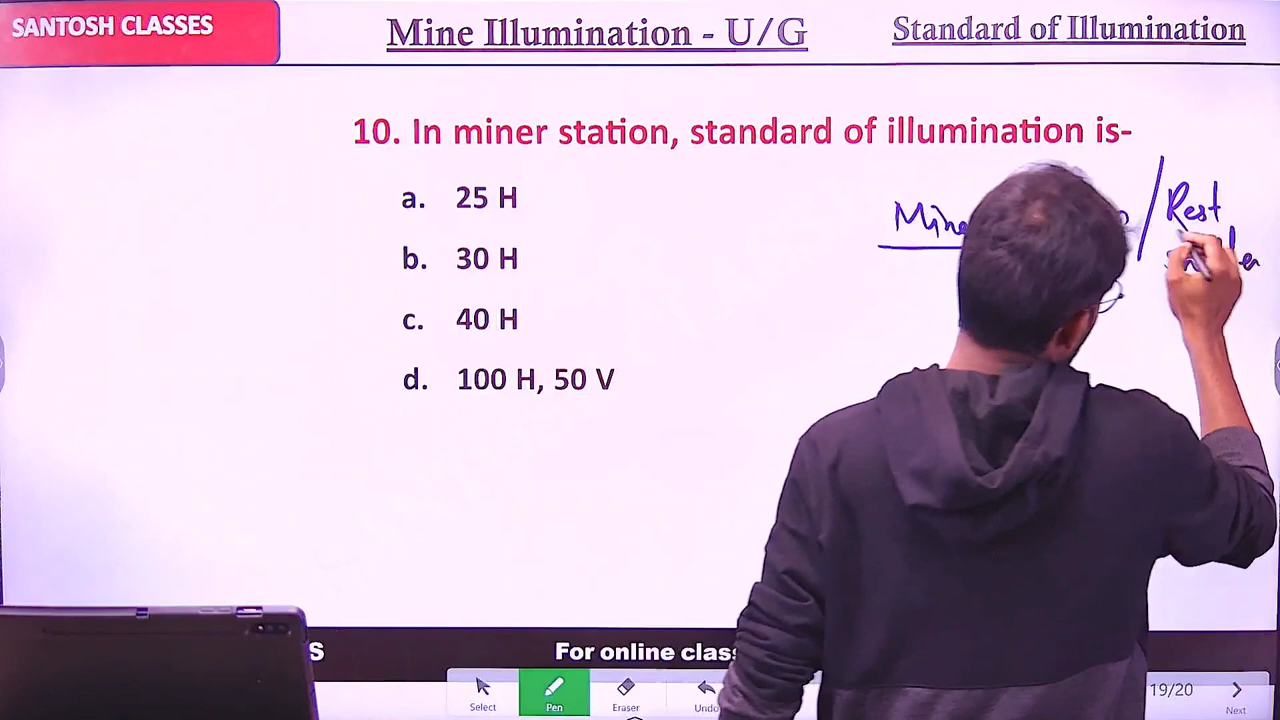 SANTOSH CLASSES
Mine Illumination - U/G
Standard of Illumination
10. In miner station, standard of illumination is-
a. 25 H
b. 30 H
c. 40 H
d. 100 H, 50 V
Rest
For online
S
Select
Pen
Eraser
Undo
19/20
Next